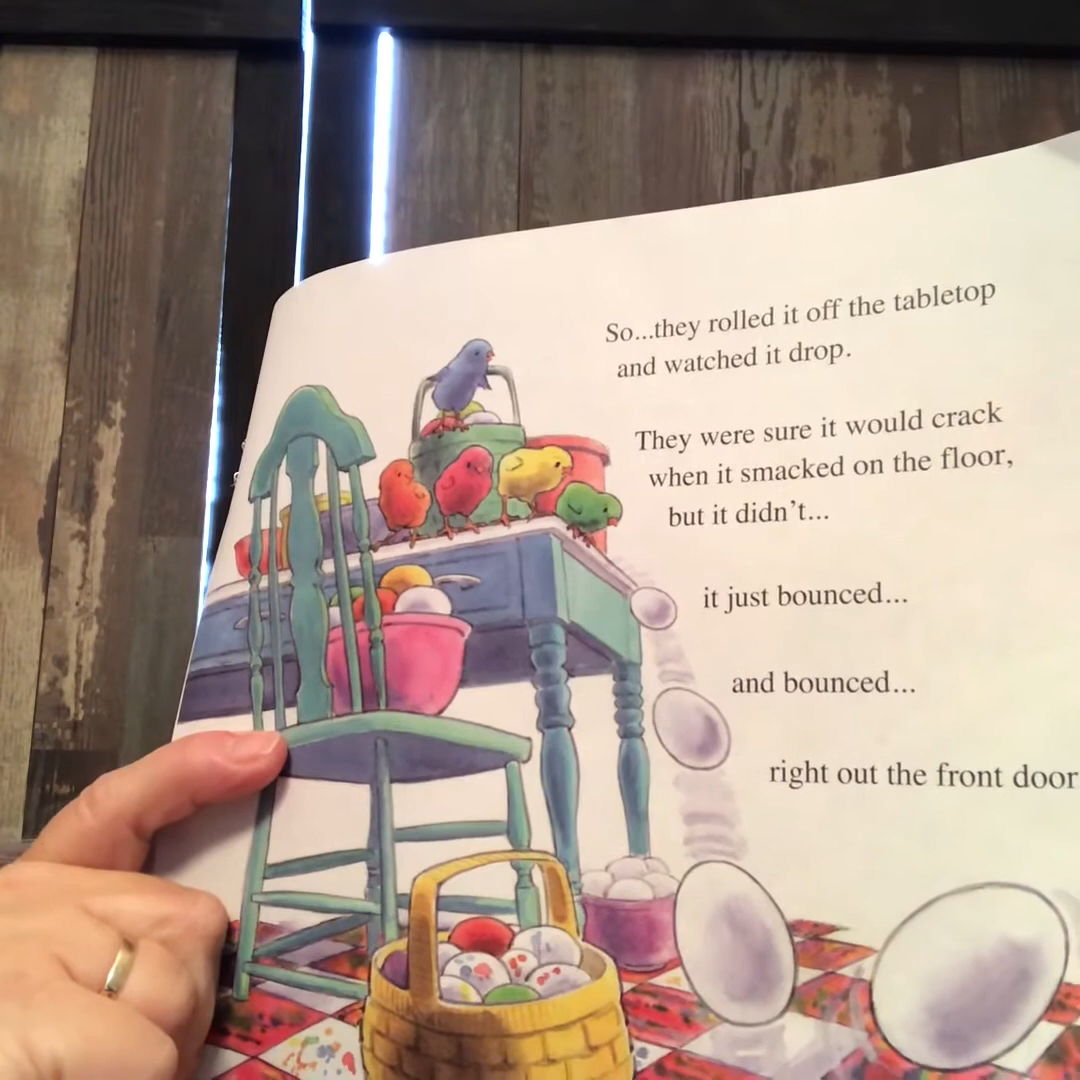 So...they rolled it off the tabletop
and watched it drop.
They were sure it would crack
when it smacked on the floor,
but it didn't...
it just bounced...
and bounced...
right out the front door